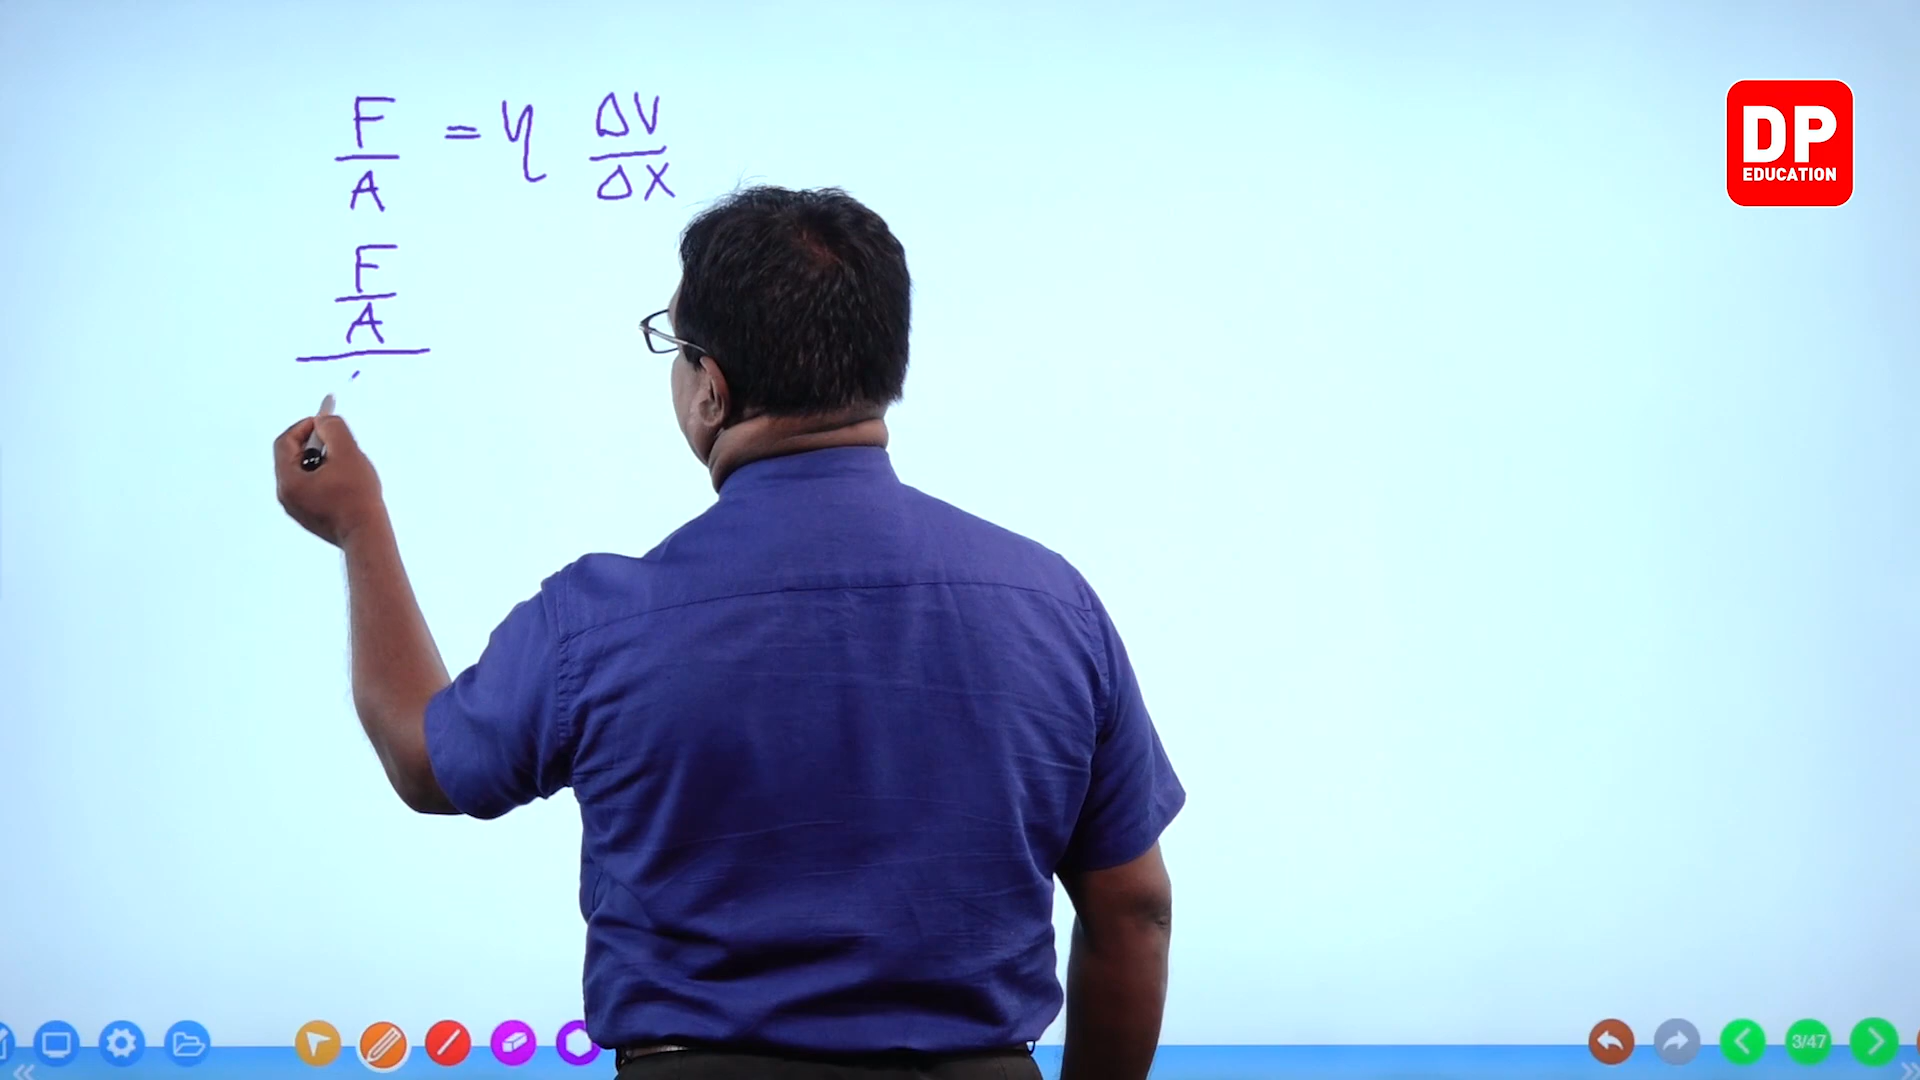 F/A = η ΔV/ΔX
F/A
DP
EDUCATION
3/47